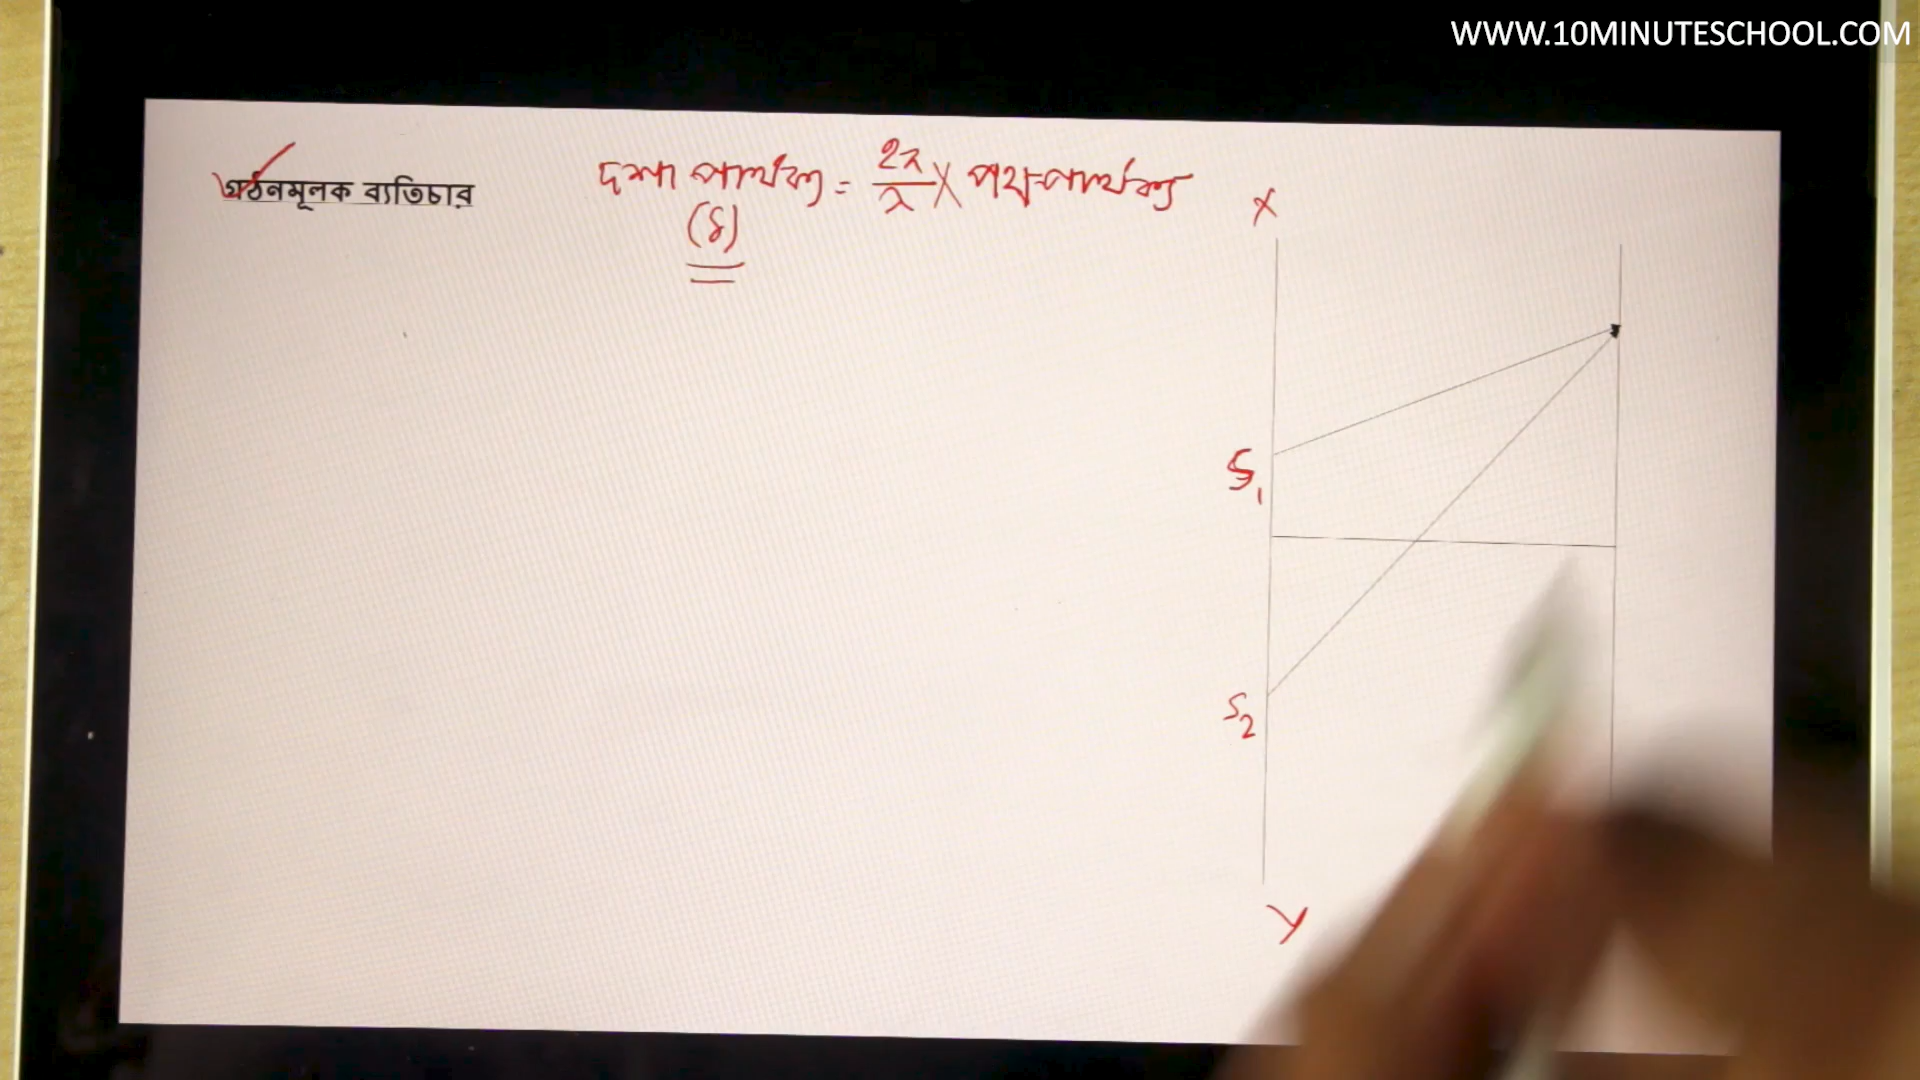 WWW.10MINUTESCHOOL.COM
গঠনমূলক ব্যতিচার
দশা পার্থক্য = 2π/λ X পথ-পার্থক্য
(δ)
X
S₁
S₂
Y